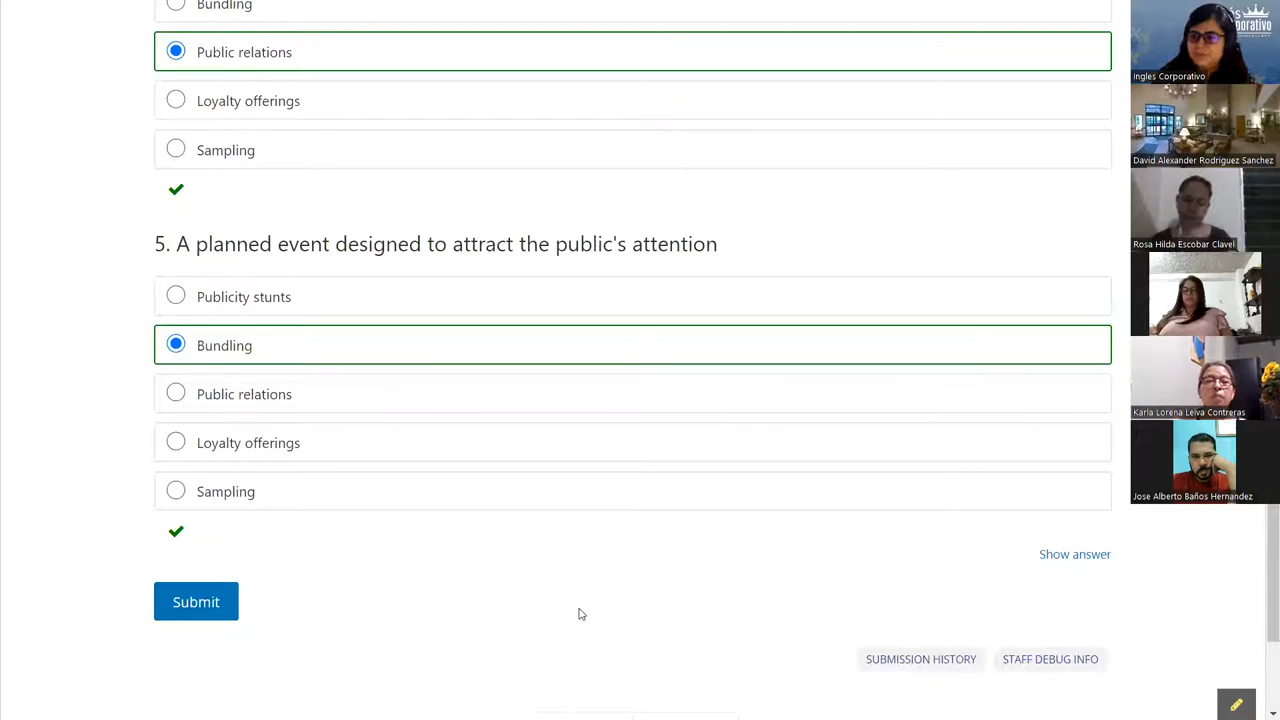 Bundling
Public relations
Loyalty offerings
Sampling
5. A planned event designed to attract the public's attention
Publicity stunts
Bundling
Public relations
Loyalty offerings
Sampling
Show answer
Submit
SUBMISSION HISTORY
STAFF DEBUG INFO
Ingles Corporativo
David Alexander Rodriguez Sanchez
Rosa Hilda Escobar Clavel
Karla Lorena Leiva Contreras
Jose Alberto Baños Hernandez